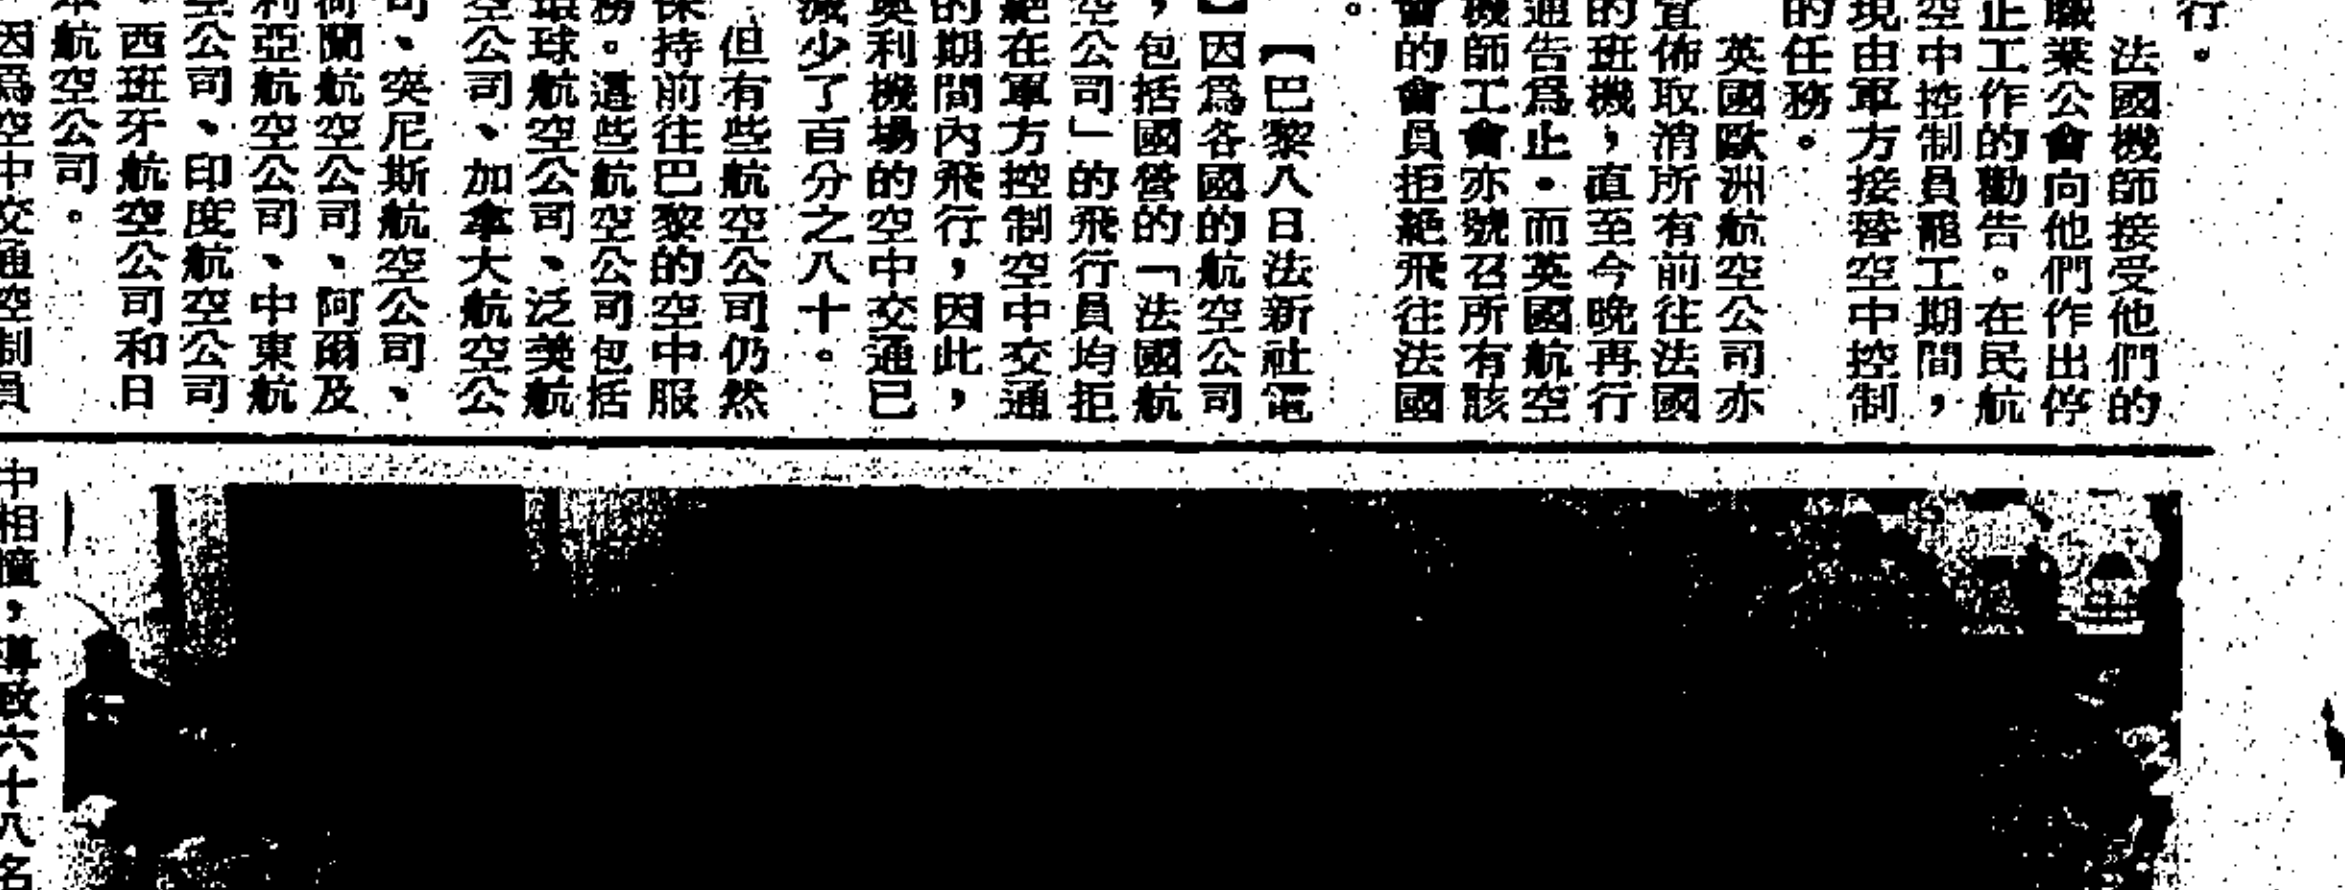 行。
法國機師接受他們的
職業公會向他們作出停
止工作的勸告。在民航
空中控制員罷工期間，
現由軍方接替空中控制
的任務。
英國歐洲航空公司亦
宣佈取消所有前往法國
的班機，直至今晚再行
通告爲止。而英國航空
機師工會亦號召所有該
會的會員拒絕飛往法國
。
【巴黎八日法新社電
】因爲各國的航空公司
，包括國營的「法國航
空公司」的飛行員均拒
絕在軍方控制空中交通
的期間內飛行，因此，
奧利機場的空中交通已
減少了百分之八十。
但有些航空公司仍然
保持前往巴黎的空中服
務。這些航空公司包括
環球航空公司、泛美航
空公司、加拿大航空公
司、突尼斯航空公司、
荷蘭航空公司、阿爾及
利亞航空公司、中東航
空公司、印度航空公司
、西班牙航空公司和日
本航空公司。
因爲空中交通控制員
中相撞，導致六十八名